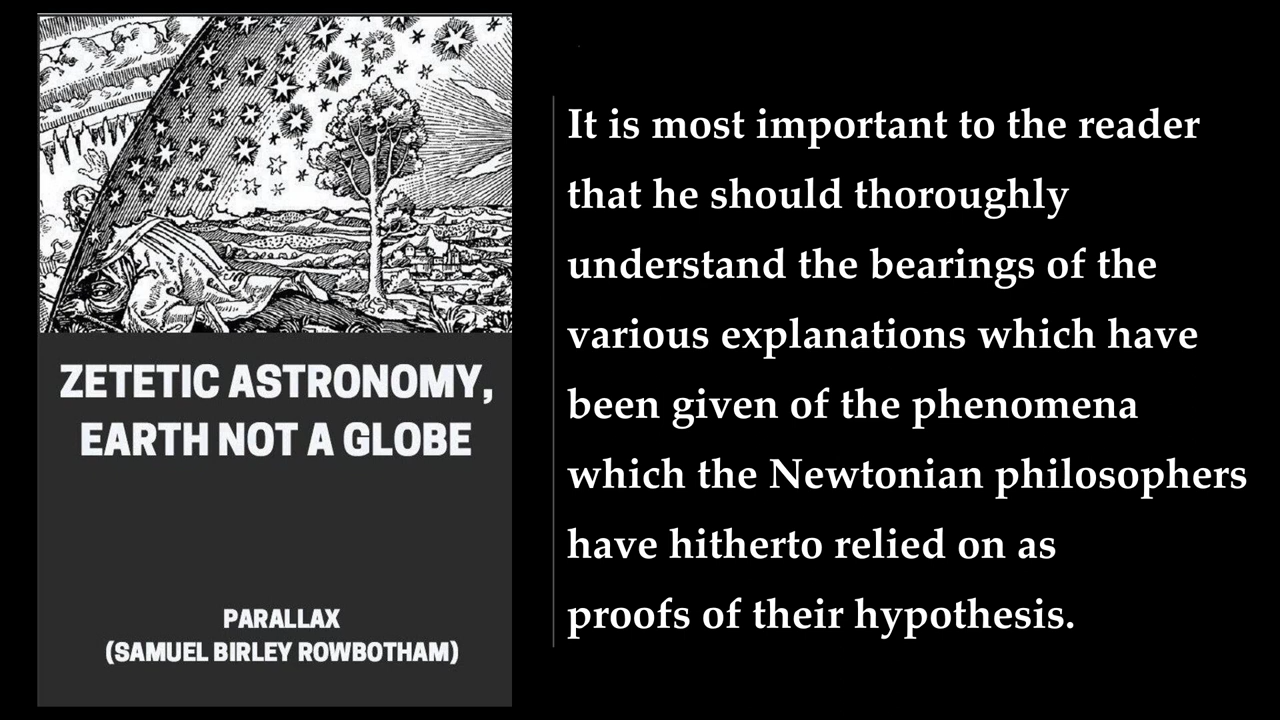 ZETETIC ASTRONOMY,
EARTH NOT A GLOBE
PARALLAX
(SAMUEL BIRLEY ROWBOTHAM)
It is most important to the reader
that he should thoroughly
understand the bearings of the
various explanations which have
been given of the phenomena
which the Newtonian philosophers
have hitherto relied on as
proofs of their hypothesis.